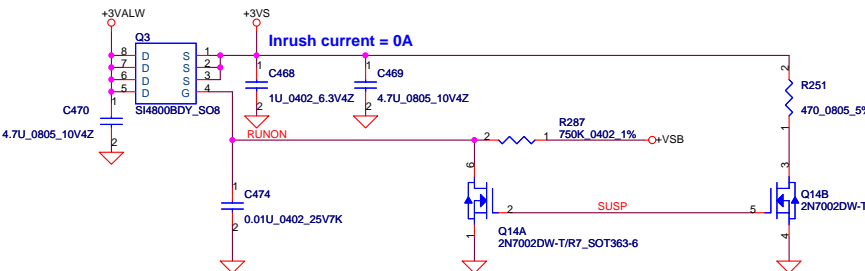 +3VALW
+3VS
Inrush current = 0A
Q3
8 D S 1
7 D S 2
6 D S 3
5 D G 4
SI4800BDY_SO8
C470
4.7U_0805_10V4Z
1
2
C468
1U_0402_6.3V4Z
1
2
C469
4.7U_0805_10V4Z
1
2
2
R251
470_0805_5%
1
RUNON
R287
2 1
750K_0402_1%
+VSB
1
C474
0.01U_0402_25V7K
2
6
2
1
Q14A
2N7002DW-T/R7_SOT363-6
SUSP
3
5
4
Q14B
2N7002DW-T